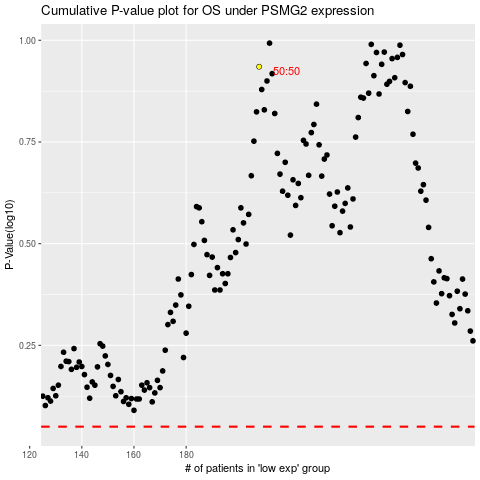 Cumulative P-value plot for OS under PSMG2 expression
1.00
50:50
0.75
P-Value(log10)
0.50
0.25
120 140 160 180
# of patients in 'low exp' group